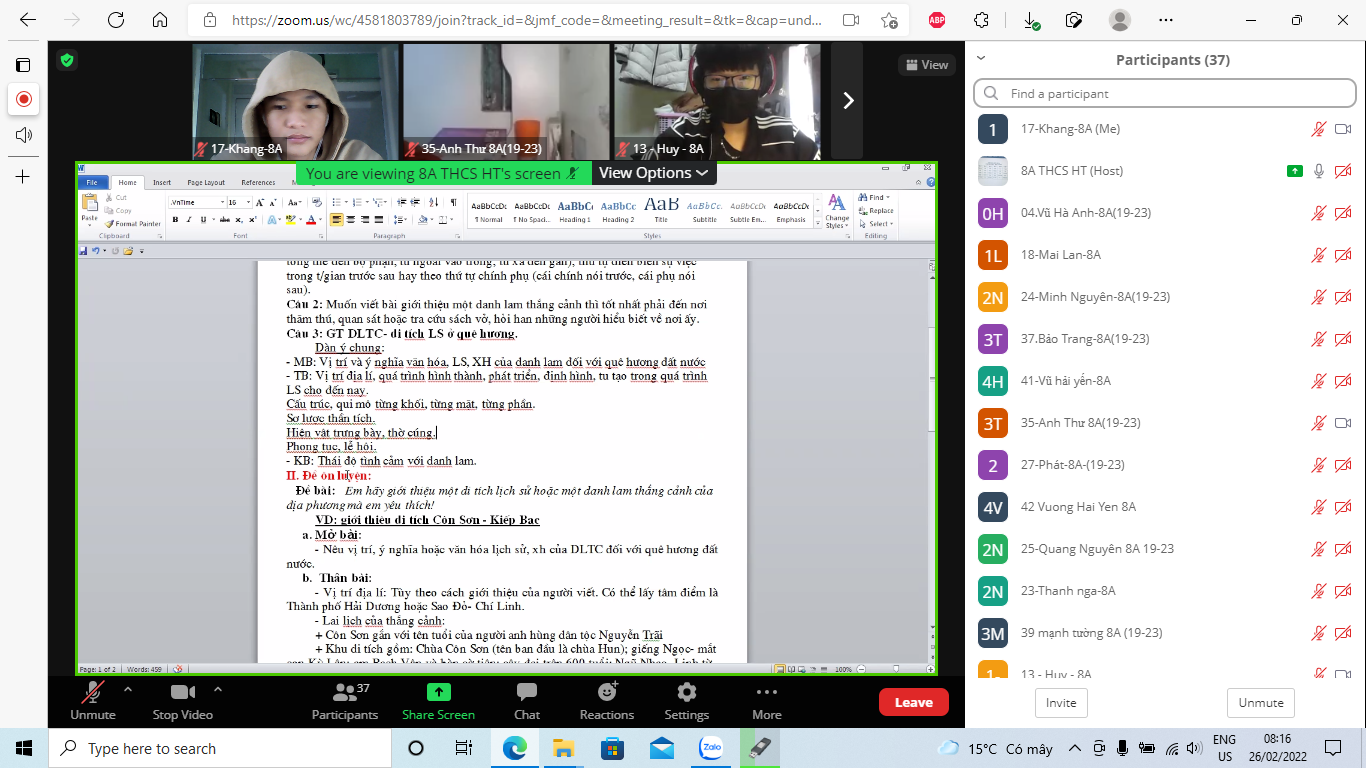 https://zoom.us/wc/4581803789/join?track_id=&jmf_code=&meeting_result=&tk=&cap=und...
ABP
17-Khang-8A
35-Anh Thư 8A(19-23)
13 - Huy - 8A
View
You are viewing 8A THCS HT's screen
View Options
File Home Insert Page Layout References
Paste
Cut
Copy
Format Painter
Clipboard
.VnTime
16
Font
Paragraph
AaBbCcDc AaBbCcDc AaBbC AaBbCc AaB AaBbCc. AaBbCcDc AaBbCcDc
¶ Normal ¶ No Spaci... Heading 1 Heading 2 Title Subtitle Subtle Em... Emphasis
Styles
Change Styles
Find
Replace
Select
Editing
trong t/gian trước sau hay theo thứ tự chính phụ (cái chính nói trước, cái phụ nói
sau).
Câu 2: Muốn viết bài giới thiệu một danh lam thắng cảnh thì tốt nhất phải đến nơi
thăm thú, quan sát hoặc tra cứu sách vở, hỏi han những người hiểu biết về nơi ấy.
Câu 3: GT DLTC- di tích LS ở quê hương.
Dàn ý chung:
- MB: Vị trí và ý nghĩa văn hóa, LS, XH của danh lam đối với quê hương đất nước
- TB: Vị trí địa lí, quá trình hình thành, phát triển, định hình, tu tạo trong quá trình
LS cho đến nay.
Cấu trúc, qui mô từng khối, từng mặt, từng phần.
Sơ lược thần tích.
Hiện vật trưng bày, thờ cúng.
Phong tục, lễ hội.
- KB: Thái độ tình cảm với danh lam.
II. Đề ôn luyện:
Đề bài: Em hãy giới thiệu một di tích lịch sử hoặc một danh lam thắng cảnh của
địa phương mà em yêu thích!
VD: giới thiệu di tích Côn Sơn - Kiếp Bạc
a. Mở bài:
- Nêu vị trí, ý nghĩa hoặc văn hóa lịch sử, xh của DLTC đối với quê hương đất
nước.
b. Thân bài:
- Vị trí địa lí: Tùy theo cách giới thiệu của người viết. Có thể lấy tâm điểm là
Thành phố Hải Dương hoặc Sao Đỏ- Chí Linh.
- Lai lịch của thắng cảnh:
+ Côn Sơn gắn với tên tuổi của người anh hùng dân tộc Nguyễn Trãi
+ Khu di tích gồm: Chùa Côn Sơn (tên ban đầu là chùa Hun); giếng Ngọc- mắt
Page: 1 of 2 Words: 459
100%
Participants (37)
Find a participant
1 17-Khang-8A (Me)
8A THCS HT (Host)
0H 04.Vũ Hà Anh-8A(19-23)
1L 18-Mai Lan-8A
2N 24-Minh Nguyên-8A(19-23)
3T 37.Bảo Trang-8A(19-23)
4H 41-Vũ hải yến-8A
3T 35-Anh Thư 8A(19-23)
2 27-Phát-8A-(19-23)
4V 42 Vuong Hai Yen 8A
2N 25-Quang Nguyên 8A 19-23
2N 23-Thanh nga-8A
3M 39 mạnh tường 8A (19-23)
1- 13 - Huy - 8A
Invite
Unmute
Unmute
Stop Video
37
Participants
Share Screen
Chat
Reactions
Settings
More
Leave
Type here to search
Zalo
15°C Có mây
ENG
US
08:16
26/02/2022